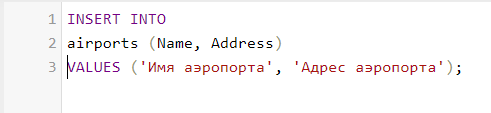 1 INSERT INTO
2 airports (Name, Address)
3 VALUES ('Имя аэропорта', 'Адрес аэропорта');